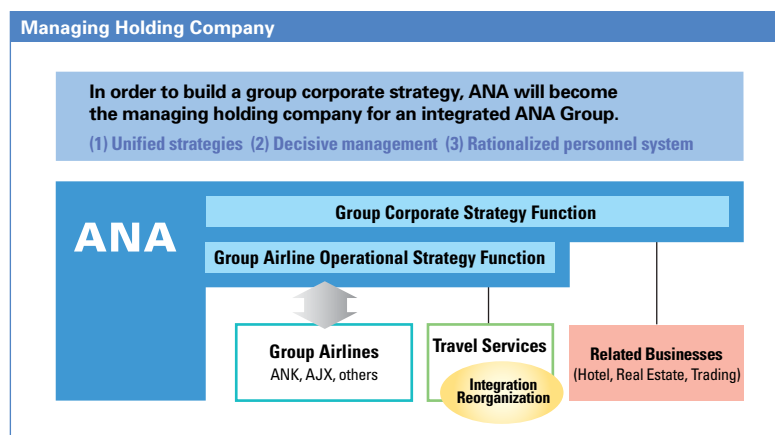 Managing Holding Company
In order to build a group corporate strategy, ANA will become
the managing holding company for an integrated ANA Group.
(1) Unified strategies (2) Decisive management (3) Rationalized personnel system
ANA
Group Corporate Strategy Function
Group Airline Operational Strategy Function
Group Airlines
ANK, AJX, others
Travel Services
Integration
Reorganization
Related Businesses
(Hotel, Real Estate, Trading)